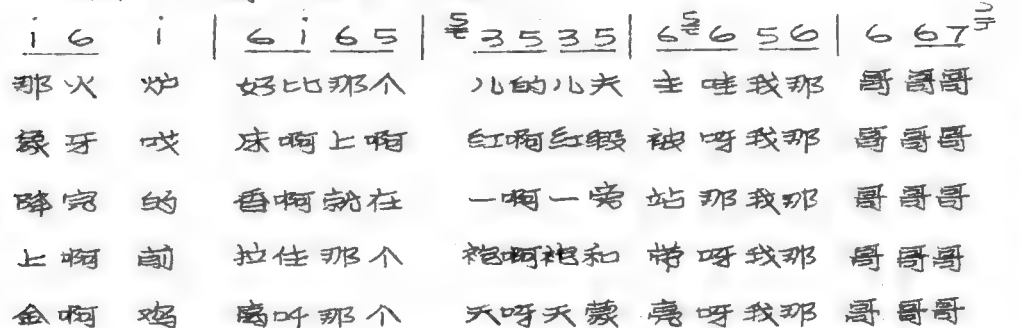 i 6 i | 6 i 6 5 | 5 3 5 3 5 | 6 5 6 5 6 | 6 6 7
那火 炉 好比那个 儿的儿夫 主哇我那 哥哥哥
象牙 哎 床啊上啊 红啊红缎 被呀我那 哥哥哥
降完 的 香啊就在 一啊一旁 站那我那 哥哥哥
上啊 前 拉住那个 袍啊袍和 带呀我那 哥哥哥
金啊 鸡 叫那个 天呀天蒙 亮呀我那 哥哥哥